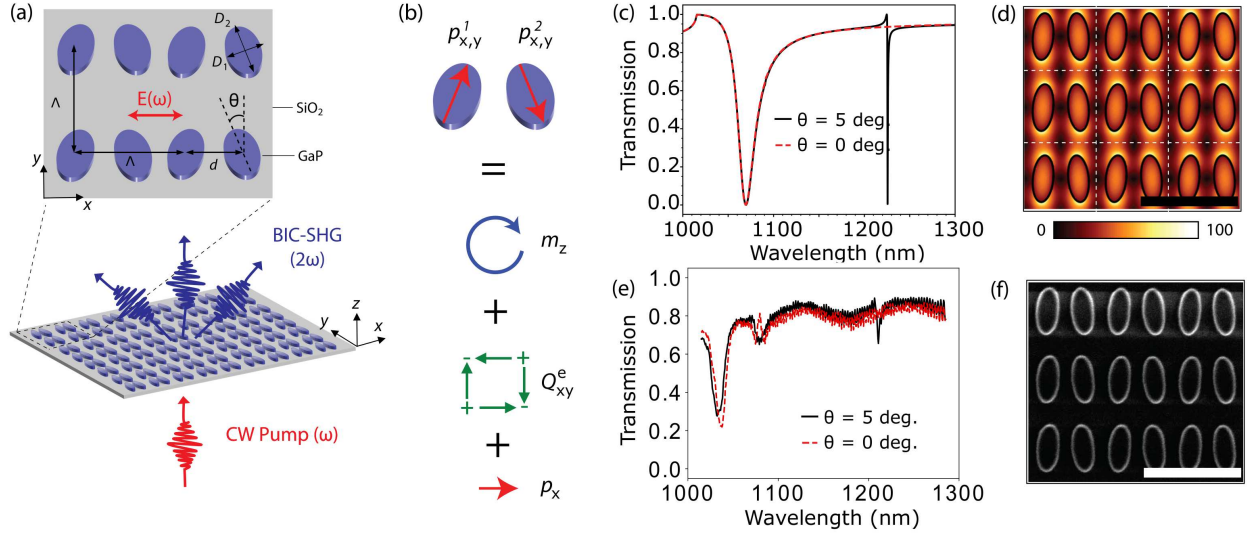 (a)
D₂
D₁
Λ
E(ω)
θ
SiO₂
Λ
d
GaP
y
x
BIC-SHG
(2ω)
z
y
x
CW Pump (ω)
(b)
p¹x,y p²x,y
=
mz
+
- +
Qᵉxy
+ -
+
px
(c)
1.0
0.8
0.6
0.4
0.2
0.0
Transmission
θ = 5 deg.
θ = 0 deg.
1000 1100 1200 1300
Wavelength (nm)
(d)
0 100
(e)
1.0
0.8
0.6
0.4
0.2
0.0
Transmission
θ = 5 deg.
θ = 0 deg.
1000 1100 1200 1300
Wavelength (nm)
(f)